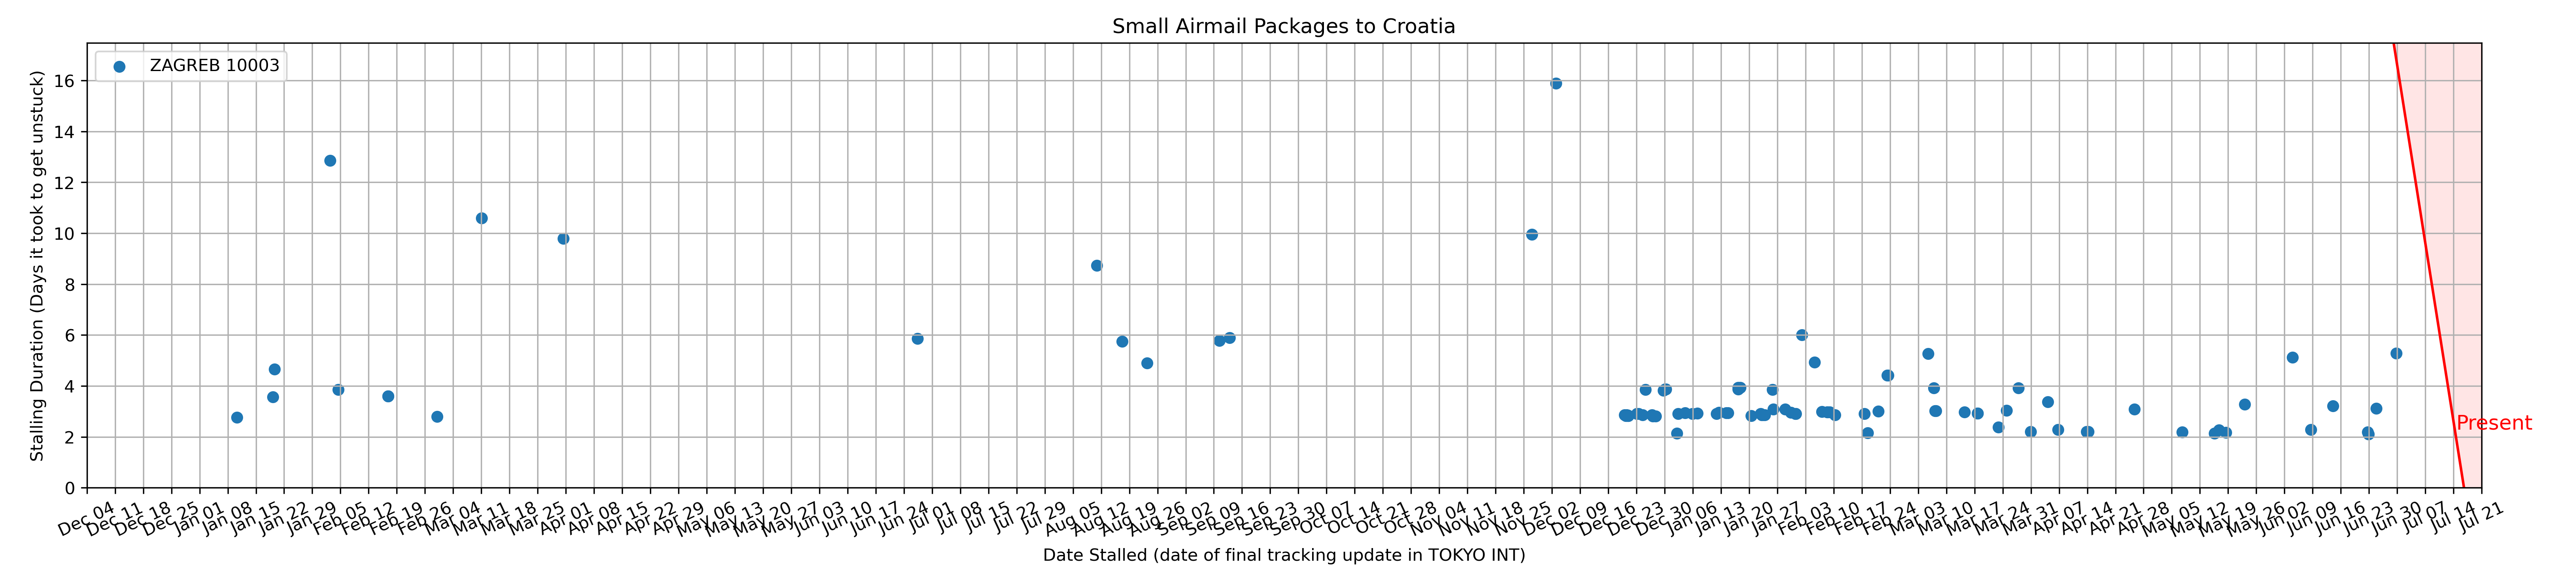 Small Airmail Packages to Croatia
ZAGREB 10003
Stalling Duration (Days it took to get unstuck)
16
14
12
10
8
6
4
2
0
Present
Dec 04 Dec 11 Dec 18 Dec 25 Jan 01 Jan 08 Jan 15 Jan 22 Jan 29 Feb 05 Feb 12 Feb 19 Feb 26 Mar 04 Mar 11 Mar 18 Mar 25 Apr 01 Apr 08 Apr 15 Apr 22 Apr 29 May 06 May 13 May 20 May 27 Jun 03 Jun 10 Jun 17 Jun 24 Jul 01 Jul 08 Jul 15 Jul 22 Jul 29 Aug 05 Aug 12 Aug 19 Aug 26 Sep 02 Sep 09 Sep 16 Sep 23 Sep 30 Oct 07 Oct 14 Oct 21 Oct 28 Nov 04 Nov 11 Nov 18 Nov 25 Dec 02 Dec 09 Dec 16 Dec 23 Dec 30 Jan 06 Jan 13 Jan 20 Jan 27 Feb 03 Feb 10 Feb 17 Feb 24 Mar 03 Mar 10 Mar 17 Mar 24 Mar 31 Apr 07 Apr 14 Apr 21 Apr 28 May 05 May 12 May 19 May 26 Jun 02 Jun 09 Jun 16 Jun 23 Jun 30 Jul 07 Jul 14 Jul 21
Date Stalled (date of final tracking update in TOKYO INT)